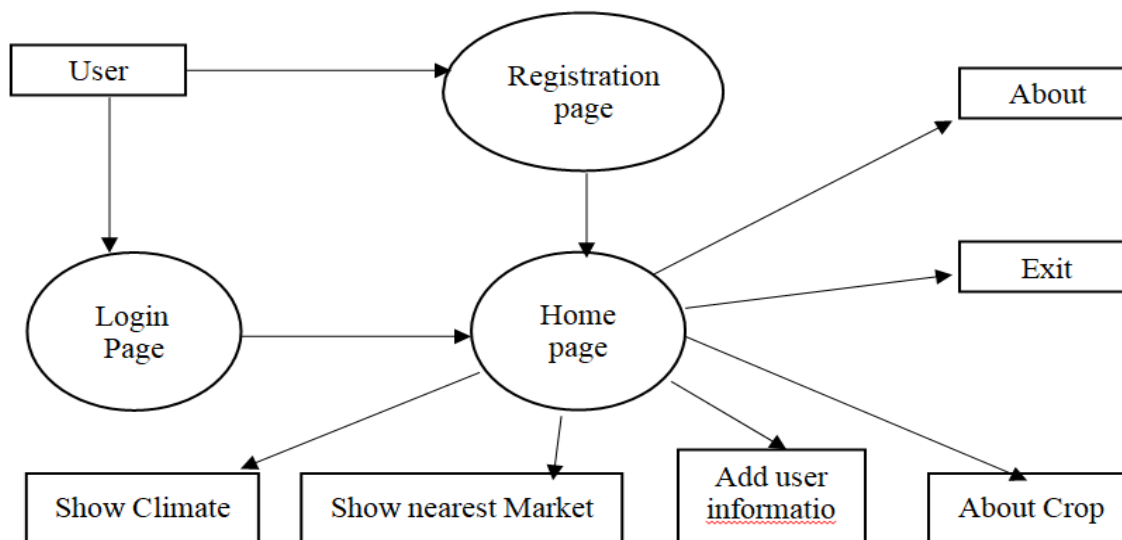 User
Registration
page
About
Exit
Login
Page
Home
page
Show Climate
Show nearest Market
Add user
informatio
About Crop